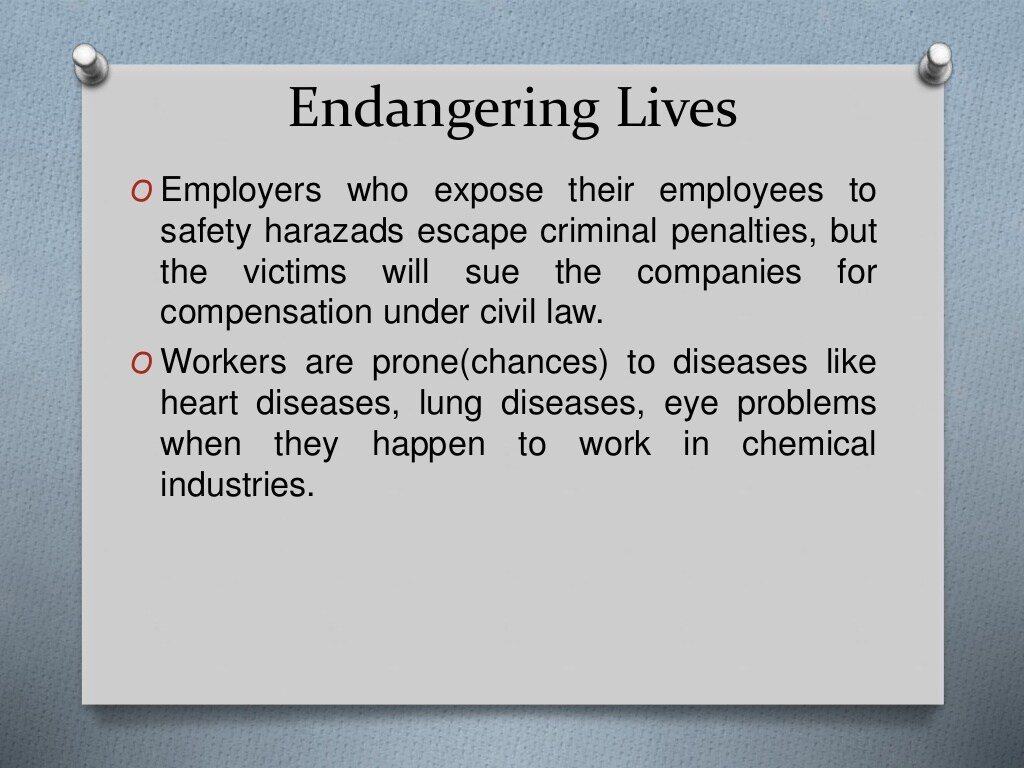 Endangering Lives
O Employers who expose their employees to
safety harazads escape criminal penalties, but
the victims will sue the companies for
compensation under civil law.
O Workers are prone(chances) to diseases like
heart diseases, lung diseases, eye problems
when they happen to work in chemical
industries.